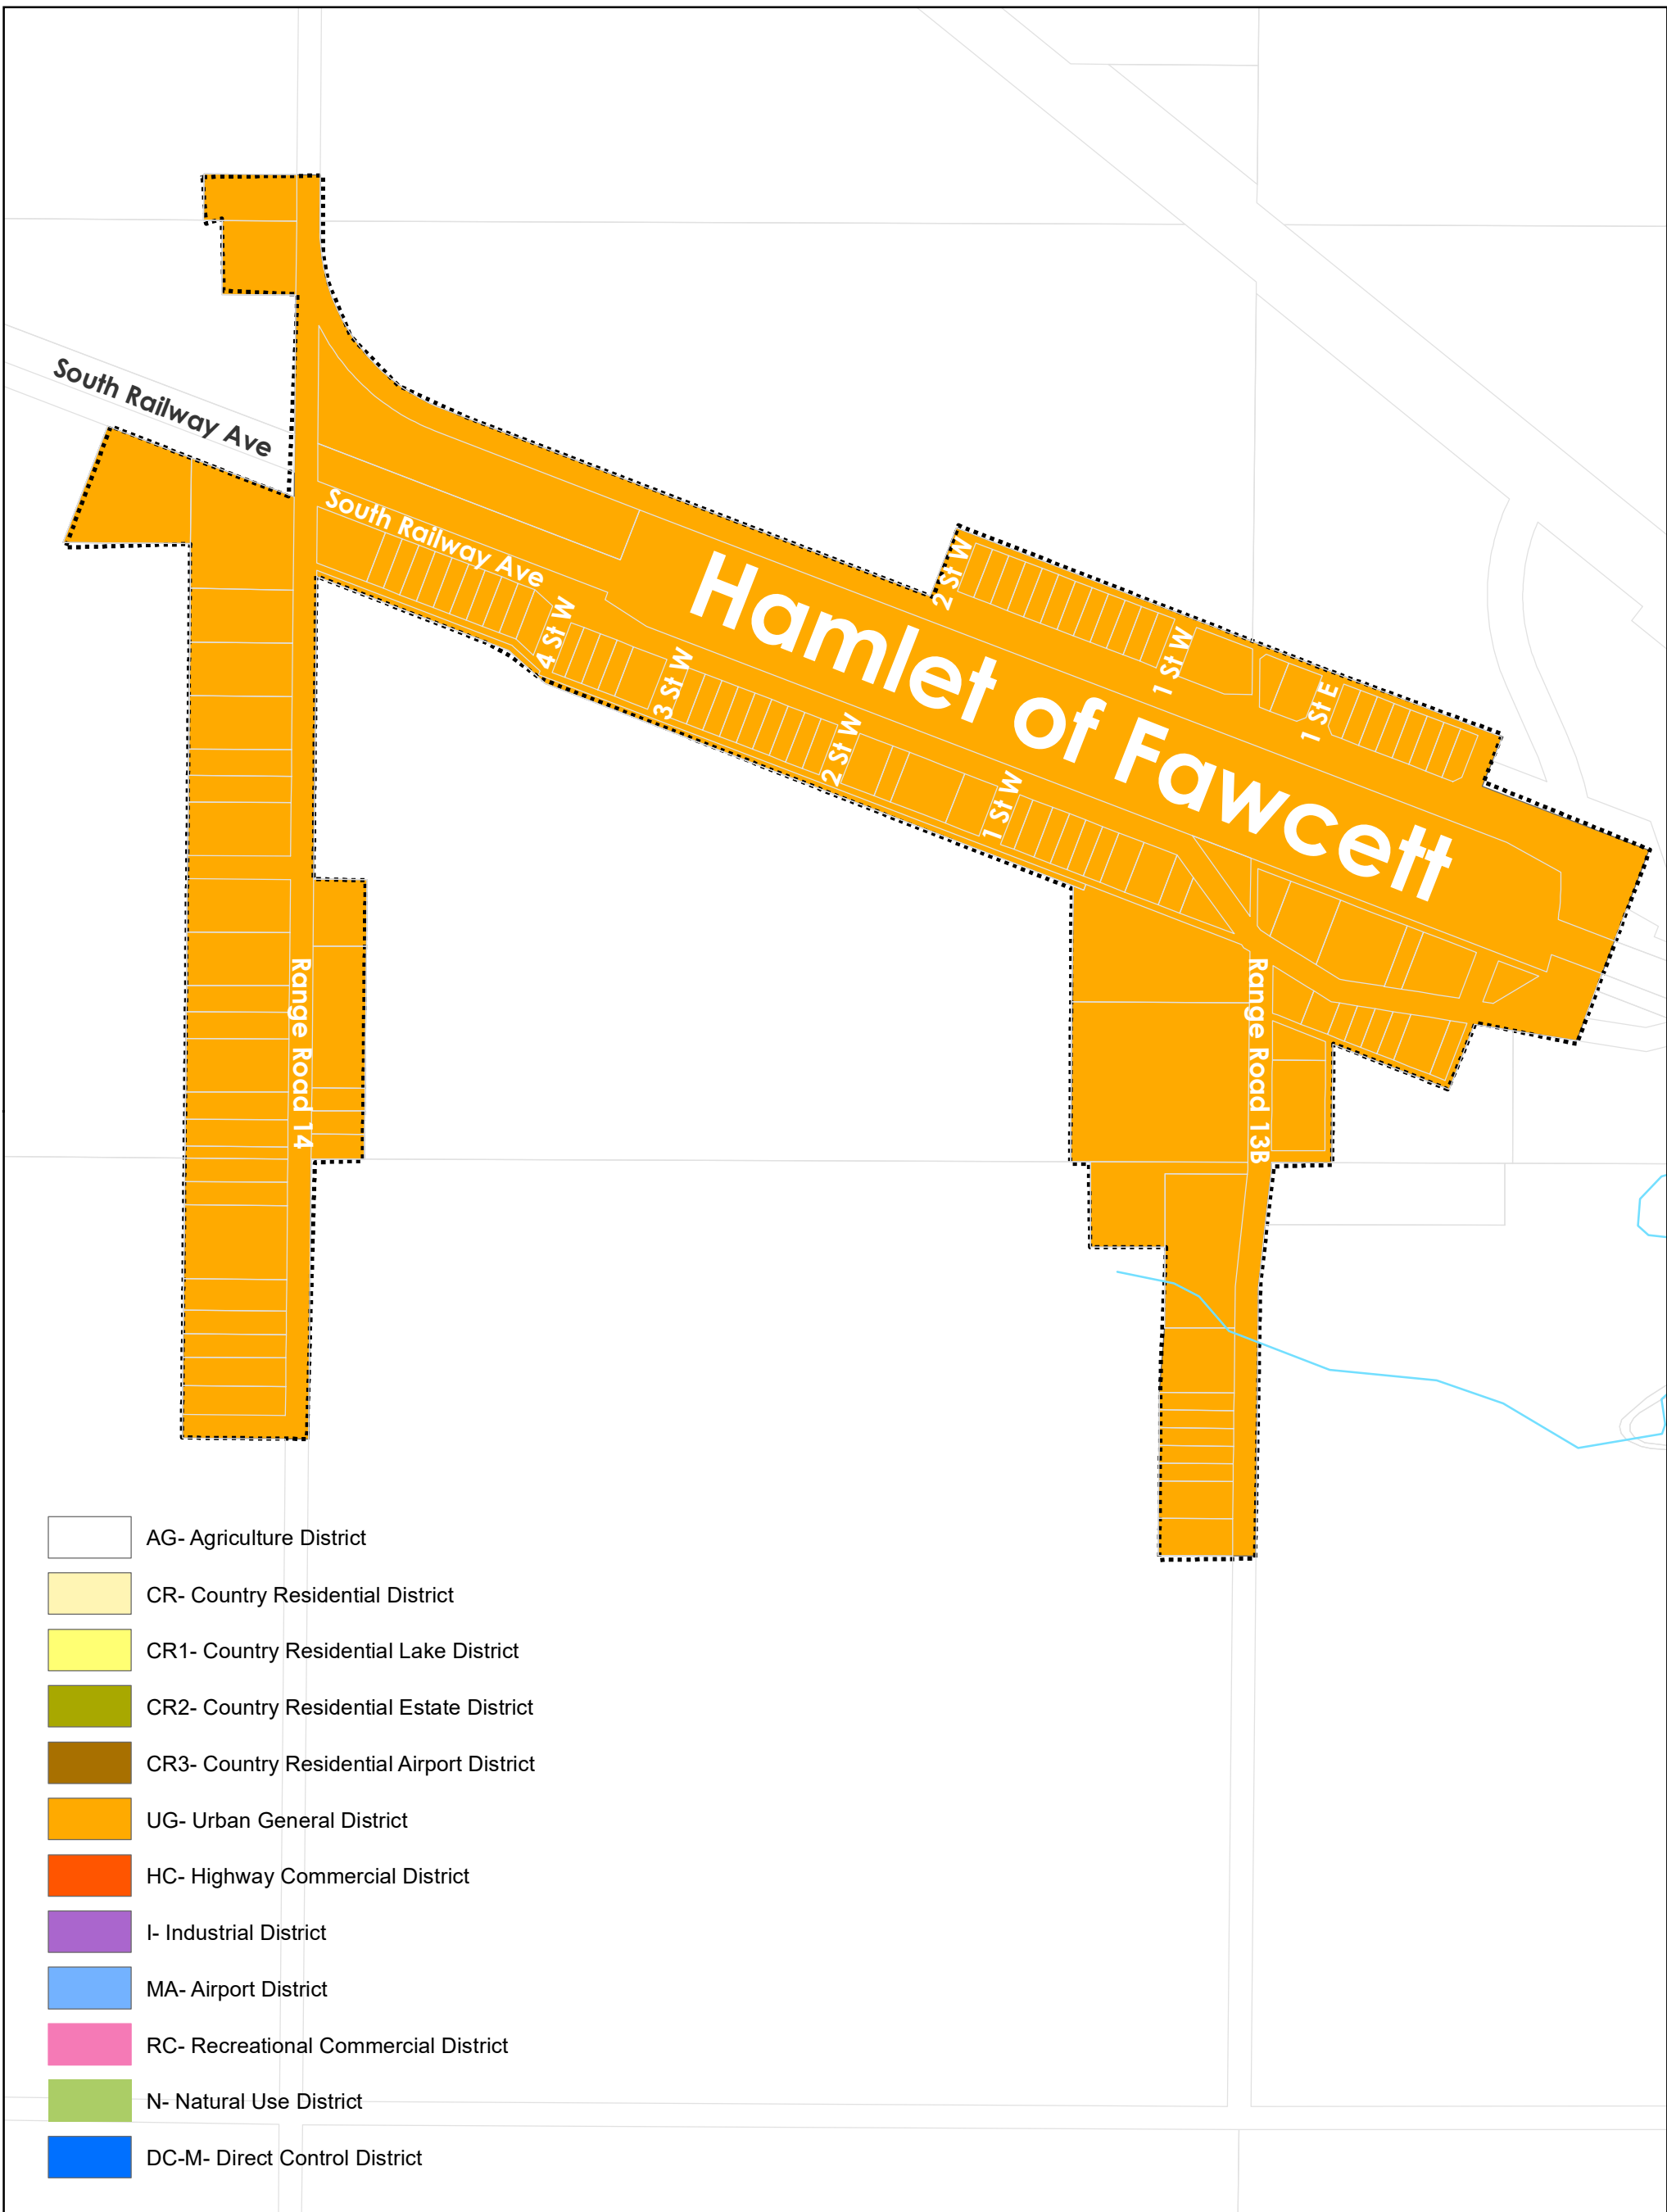 South Railway Ave
South Railway Ave
2 St W
4 St W
Hamlet of Fawcett
1 St W
3 St W
1 St E
2 St W
1 St W
Range Road 14
Range Road 13B
AG- Agriculture District
CR- Country Residential District
CR1- Country Residential Lake District
CR2- Country Residential Estate District
CR3- Country Residential Airport District
UG- Urban General District
HC- Highway Commercial District
I- Industrial District
MA- Airport District
RC- Recreational Commercial District
N- Natural Use District
DC-M- Direct Control District